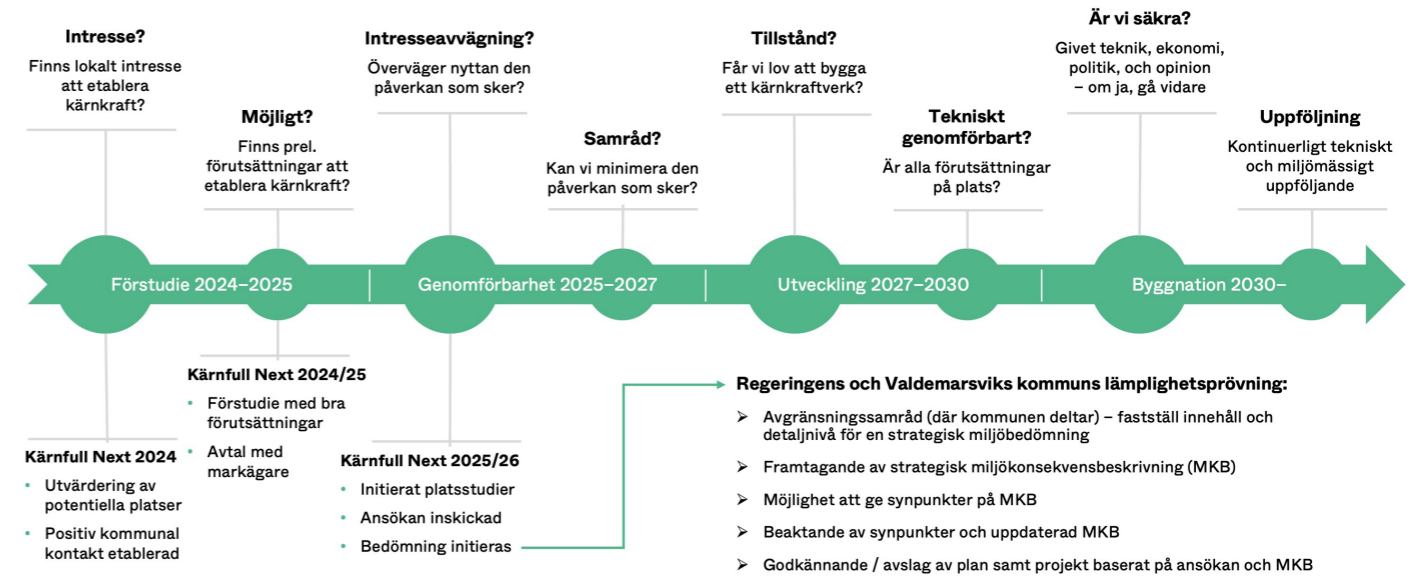 Intresse?
Finns lokalt intresse
att etablera
kärnkraft?
Möjligt?
Finns prel.
förutsättningar att
etablera kärnkraft?
Intresseavvägning?
Överväger nyttan den
påverkan som sker?
Samråd?
Kan vi minimera den
påverkan som sker?
Tillstånd?
Får vi lov att bygga
ett kärnkraftverk?
Tekniskt
genomförbart?
Är alla förutsättningar
på plats?
Är vi säkra?
Givet teknik, ekonomi,
politik, och opinion
– om ja, gå vidare
Uppföljning
Kontinuerligt tekniskt
och miljömässigt
uppföljande
Förstudie 2024–2025
Genomförbarhet 2025–2027
Utveckling 2027–2030
Byggnation 2030–
Kärnfull Next 2024
• Utvärdering av
potentiella platser
• Positiv kommunal
kontakt etablerad
Kärnfull Next 2024/25
• Förstudie med bra
förutsättningar
• Avtal med
markägare
Kärnfull Next 2025/26
• Initierat platsstudier
• Ansökan inskickad
• Bedömning initieras
Regeringens och Valdemarsviks kommuns lämplighetsprövning:
➢ Avgränsningssamråd (där kommunen deltar) – fastställ innehåll och
detaljnivå för en strategisk miljöbedömning
➢ Framtagande av strategisk miljökonsekvensbeskrivning (MKB)
➢ Möjlighet att ge synpunkter på MKB
➢ Beaktande av synpunkter och uppdaterad MKB
➢ Godkännande / avslag av plan samt projekt baserat på ansökan och MKB